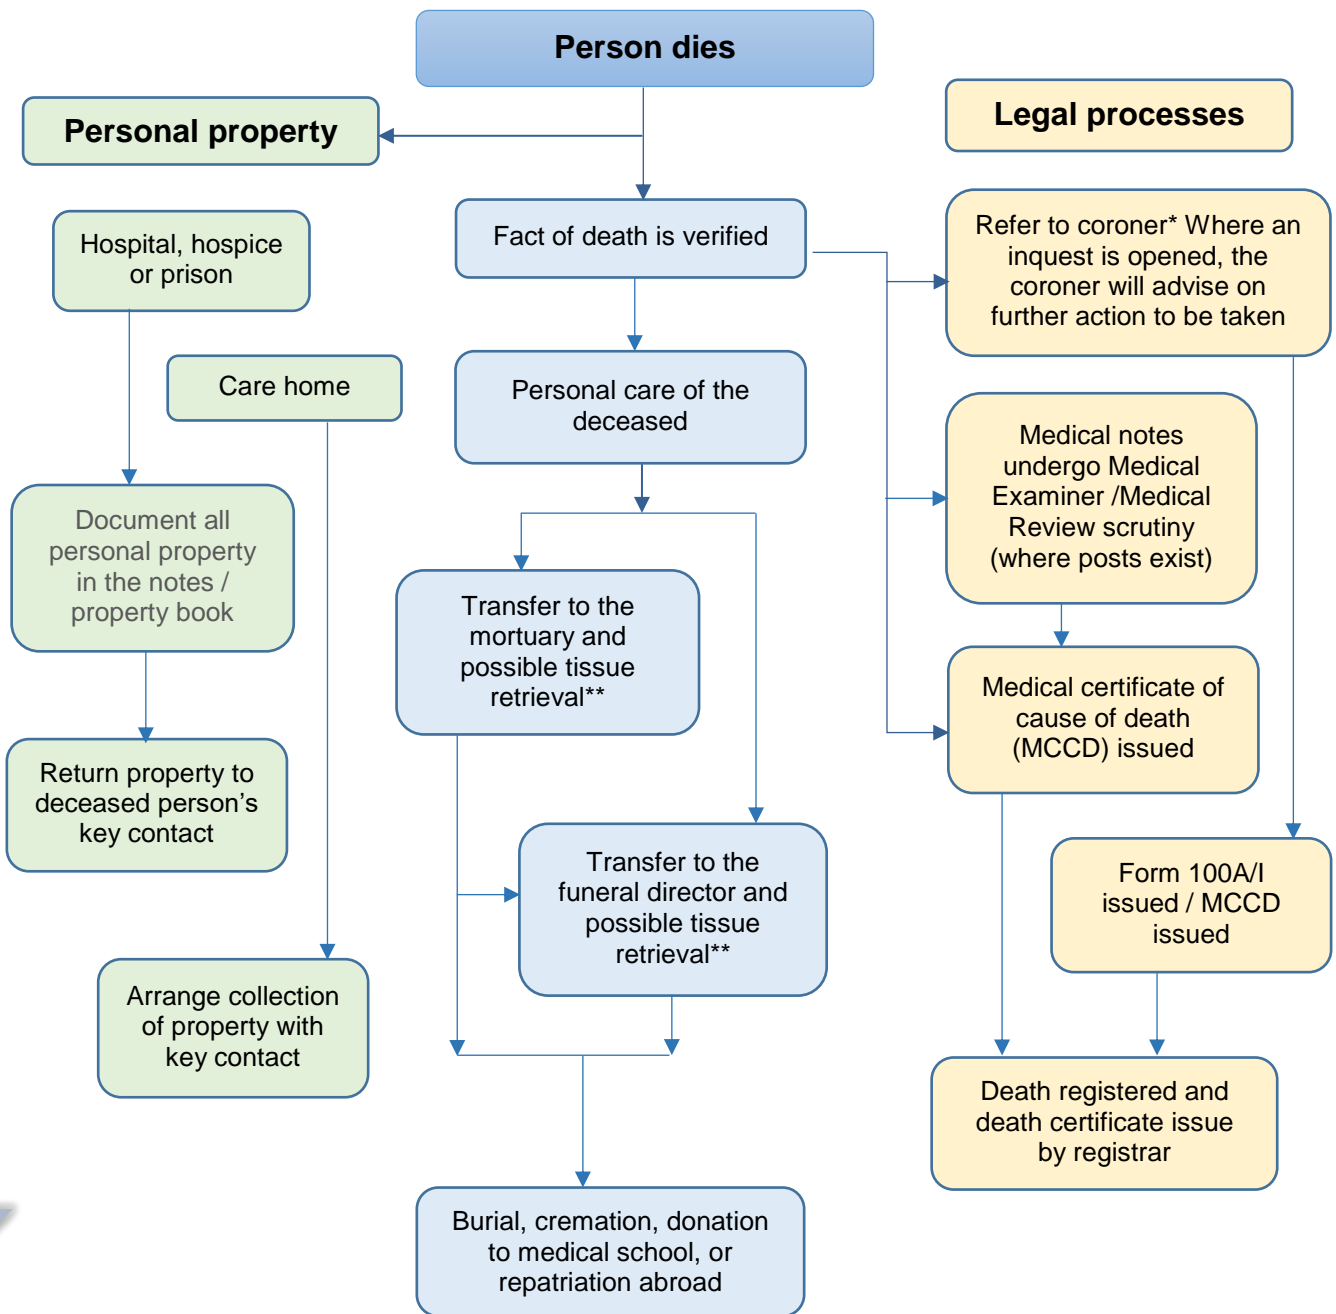 Person dies
Personal property
Legal processes
Hospital, hospice
or prison
Fact of death is verified
Refer to coroner* Where an
inquest is opened, the
coroner will advise on
further action to be taken
Care home
Personal care of the
deceased
Medical notes
undergo Medical
Examiner /Medical
Review scrutiny
(where posts exist)
Document all
personal property
in the notes /
property book
Transfer to the
mortuary and
possible tissue
retrieval**
Medical certificate of
cause of death
(MCCD) issued
Return property to
deceased person’s
key contact
Transfer to the
funeral director and
possible tissue
retrieval**
Form 100A/I
issued / MCCD
issued
Arrange collection
of property with
key contact
Death registered and
death certificate issue
by registrar
Burial, cremation, donation
to medical school, or
repatriation abroad